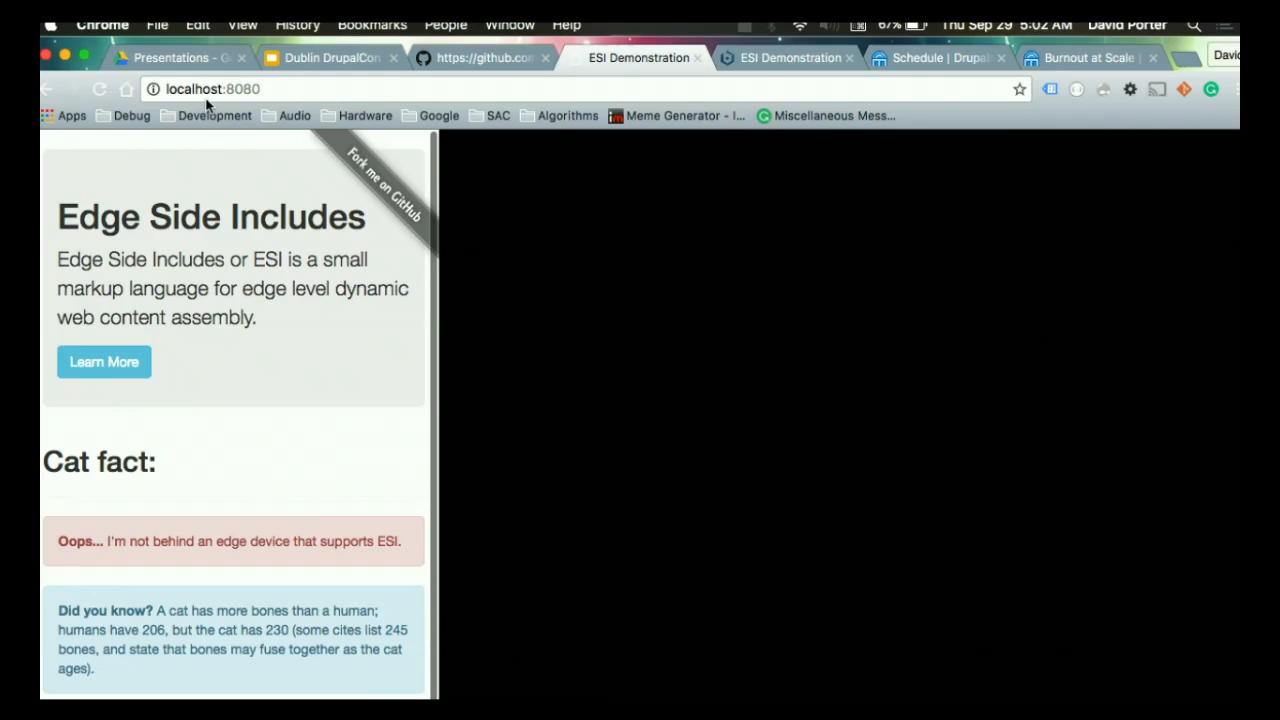 Chrome File Edit View History Bookmarks People Window Help 67% Thu Sep 29 5:02 AM David Porter
Presentations - G Dublin DrupalCon https://github.com ESI Demonstration ESI Demonstration Schedule | Drupal Burnout at Scale | David
localhost:8080
Apps Debug Development Audio Hardware Google SAC Algorithms Meme Generator - I... Miscellaneous Mess...
Fork me on GitHub
Edge Side Includes
Edge Side Includes or ESI is a small
markup language for edge level dynamic
web content assembly.
Learn More
Cat fact:
Oops... I'm not behind an edge device that supports ESI.
Did you know? A cat has more bones than a human;
humans have 206, but the cat has 230 (some cites list 245
bones, and state that bones may fuse together as the cat
ages).